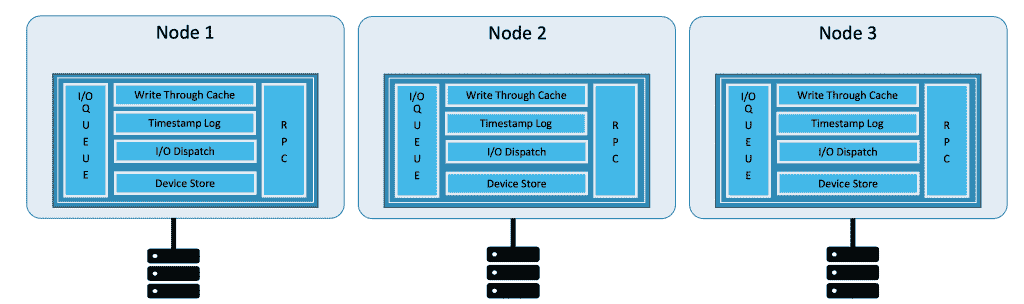 Node 1
I/O
Q
U
E
U
E
Write Through Cache
Timestamp Log
I/O Dispatch
Device Store
R
P
C
Node 2
I/O
Q
U
E
U
E
Write Through Cache
Timestamp Log
I/O Dispatch
Device Store
R
P
C
Node 3
I/O
Q
U
E
U
E
Write Through Cache
Timestamp Log
I/O Dispatch
Device Store
R
P
C